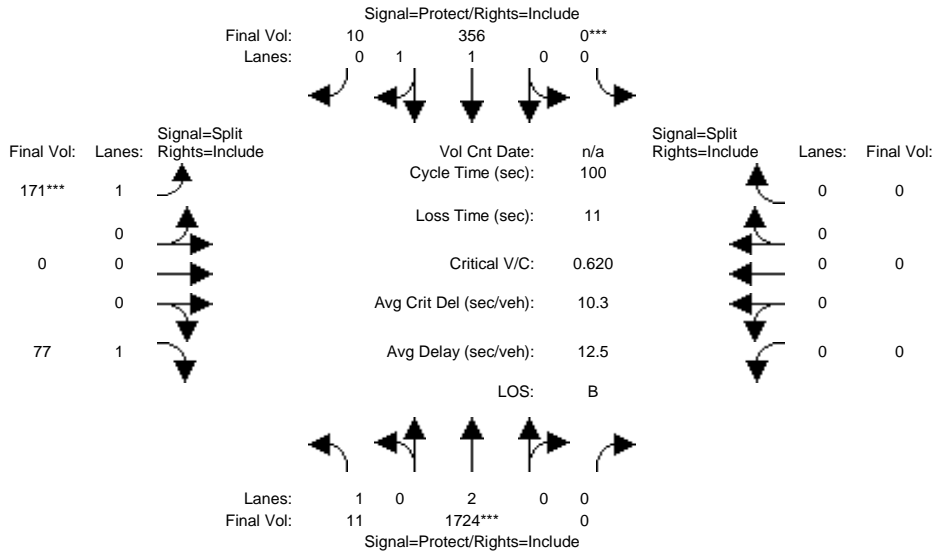 Signal=Protect/Rights=Include
Final Vol: 10 356 0***
Lanes: 0 1 1 0 0
Signal=Split Signal=Split
Final Vol: Lanes: Rights=Include Vol Cnt Date: n/a Rights=Include Lanes: Final Vol:
Cycle Time (sec): 100
171*** 1 0 0
Loss Time (sec): 11
0 0
0 0 Critical V/C: 0.620 0 0
0 Avg Crit Del (sec/veh): 10.3 0
77 1 Avg Delay (sec/veh): 12.5 0 0
LOS: B
Lanes: 1 0 2 0 0
Final Vol: 11 1724*** 0
Signal=Protect/Rights=Include